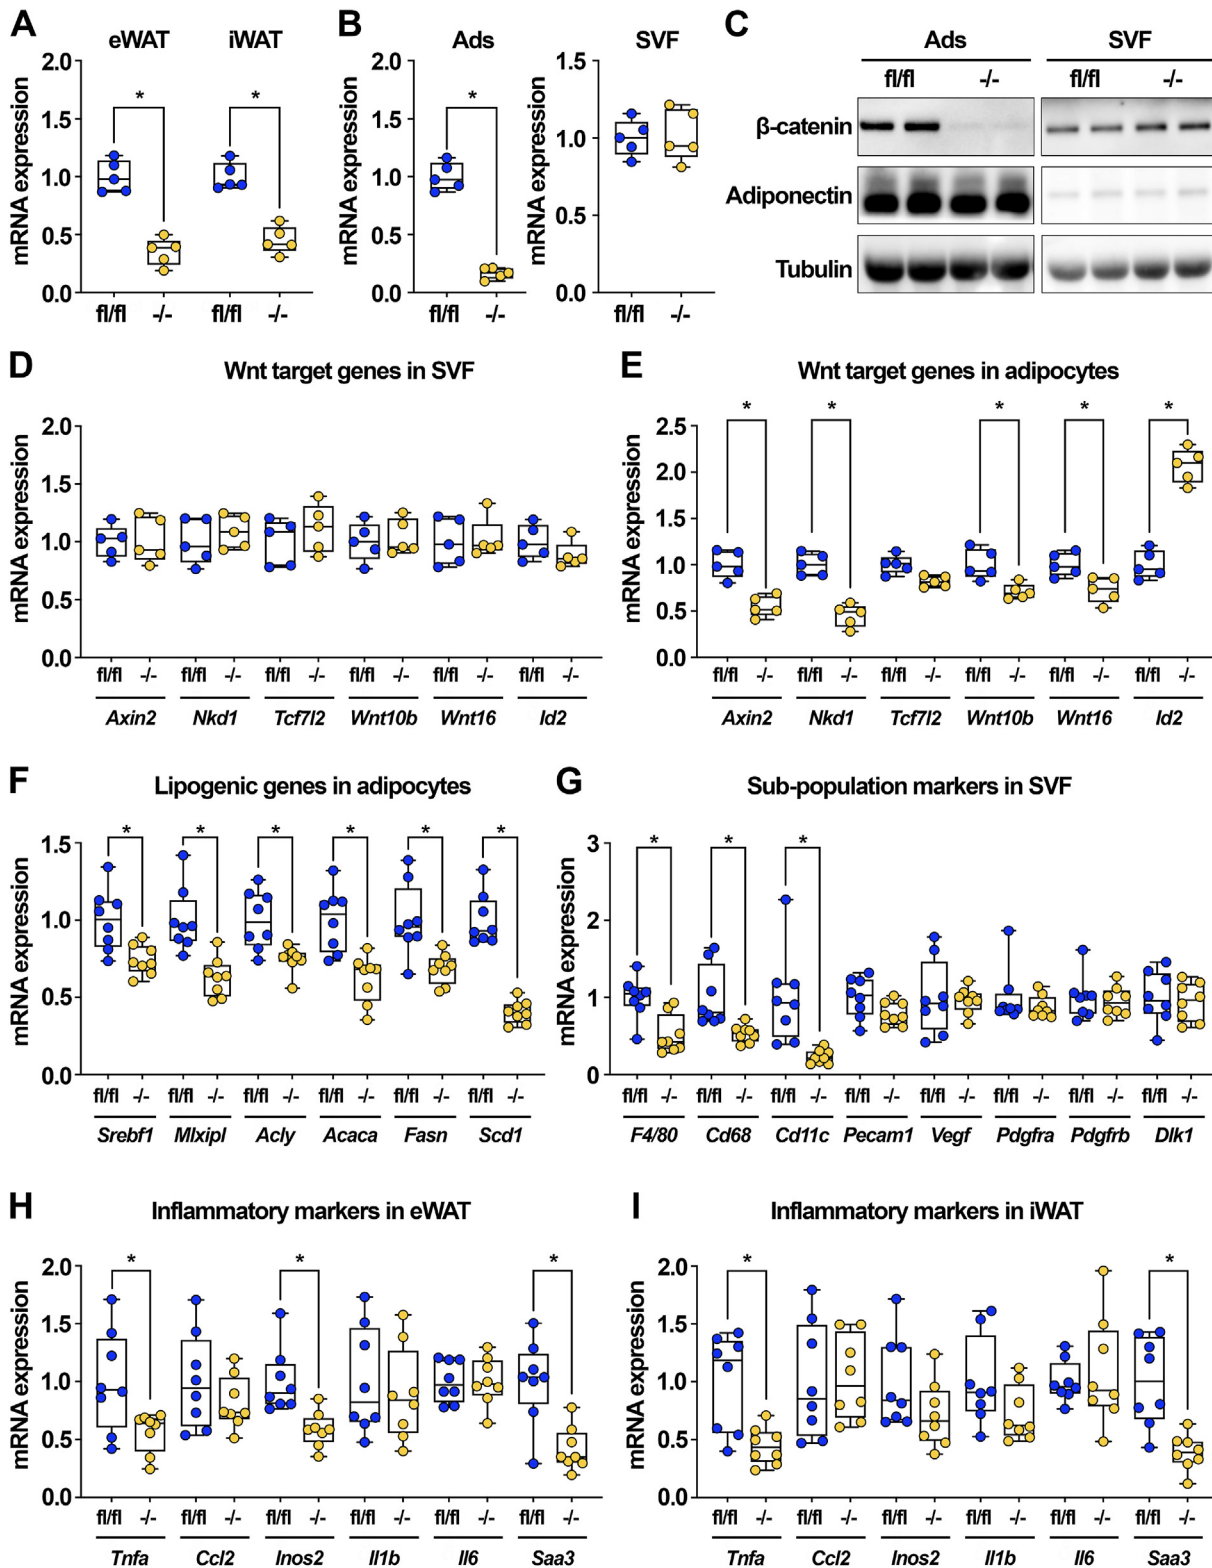 A
eWAT iWAT
mRNA expression
2.0
1.5
1.0
0.5
0.0
* *
fl/fl -/- fl/fl -/-
B
Ads
mRNA expression
2.0
1.5
1.0
0.5
0.0
*
fl/fl -/-
SVF
mRNA expression
1.5
1.0
0.5
0.0
fl/fl -/-
C
Ads SVF
fl/fl -/- fl/fl -/-
β-catenin
Adiponectin
Tubulin
D
Wnt target genes in SVF
mRNA expression
2.0
1.5
1.0
0.5
0.0
fl/fl -/- fl/fl -/- fl/fl -/- fl/fl -/- fl/fl -/- fl/fl -/-
Axin2 Nkd1 Tcf7l2 Wnt10b Wnt16 Id2
E
Wnt target genes in adipocytes
mRNA expression
2.5
2.0
1.5
1.0
0.5
0.0
* * * * *
fl/fl -/- fl/fl -/- fl/fl -/- fl/fl -/- fl/fl -/- fl/fl -/-
Axin2 Nkd1 Tcf7l2 Wnt10b Wnt16 Id2
F
Lipogenic genes in adipocytes
mRNA expression
1.5
1.0
0.5
0.0
* * * * * *
fl/fl -/- fl/fl -/- fl/fl -/- fl/fl -/- fl/fl -/- fl/fl -/-
Srebf1 Mlxipl Acly Acaca Fasn Scd1
G
Sub-population markers in SVF
mRNA expression
3
2
1
0
* * *
fl/fl -/- fl/fl -/- fl/fl -/- fl/fl -/- fl/fl -/- fl/fl -/- fl/fl -/- fl/fl -/-
F4/80 Cd68 Cd11c Pecam1 Vegf Pdgfra Pdgfrb Dlk1
H
Inflammatory markers in eWAT
mRNA expression
2.0
1.5
1.0
0.5
0.0
* * *
fl/fl -/- fl/fl -/- fl/fl -/- fl/fl -/- fl/fl -/- fl/fl -/-
Tnfa Ccl2 Inos2 Il1b Il6 Saa3
I
Inflammatory markers in iWAT
mRNA expression
2.0
1.5
1.0
0.5
0.0
* *
fl/fl -/- fl/fl -/- fl/fl -/- fl/fl -/- fl/fl -/- fl/fl -/-
Tnfa Ccl2 Inos2 Il1b Il6 Saa3